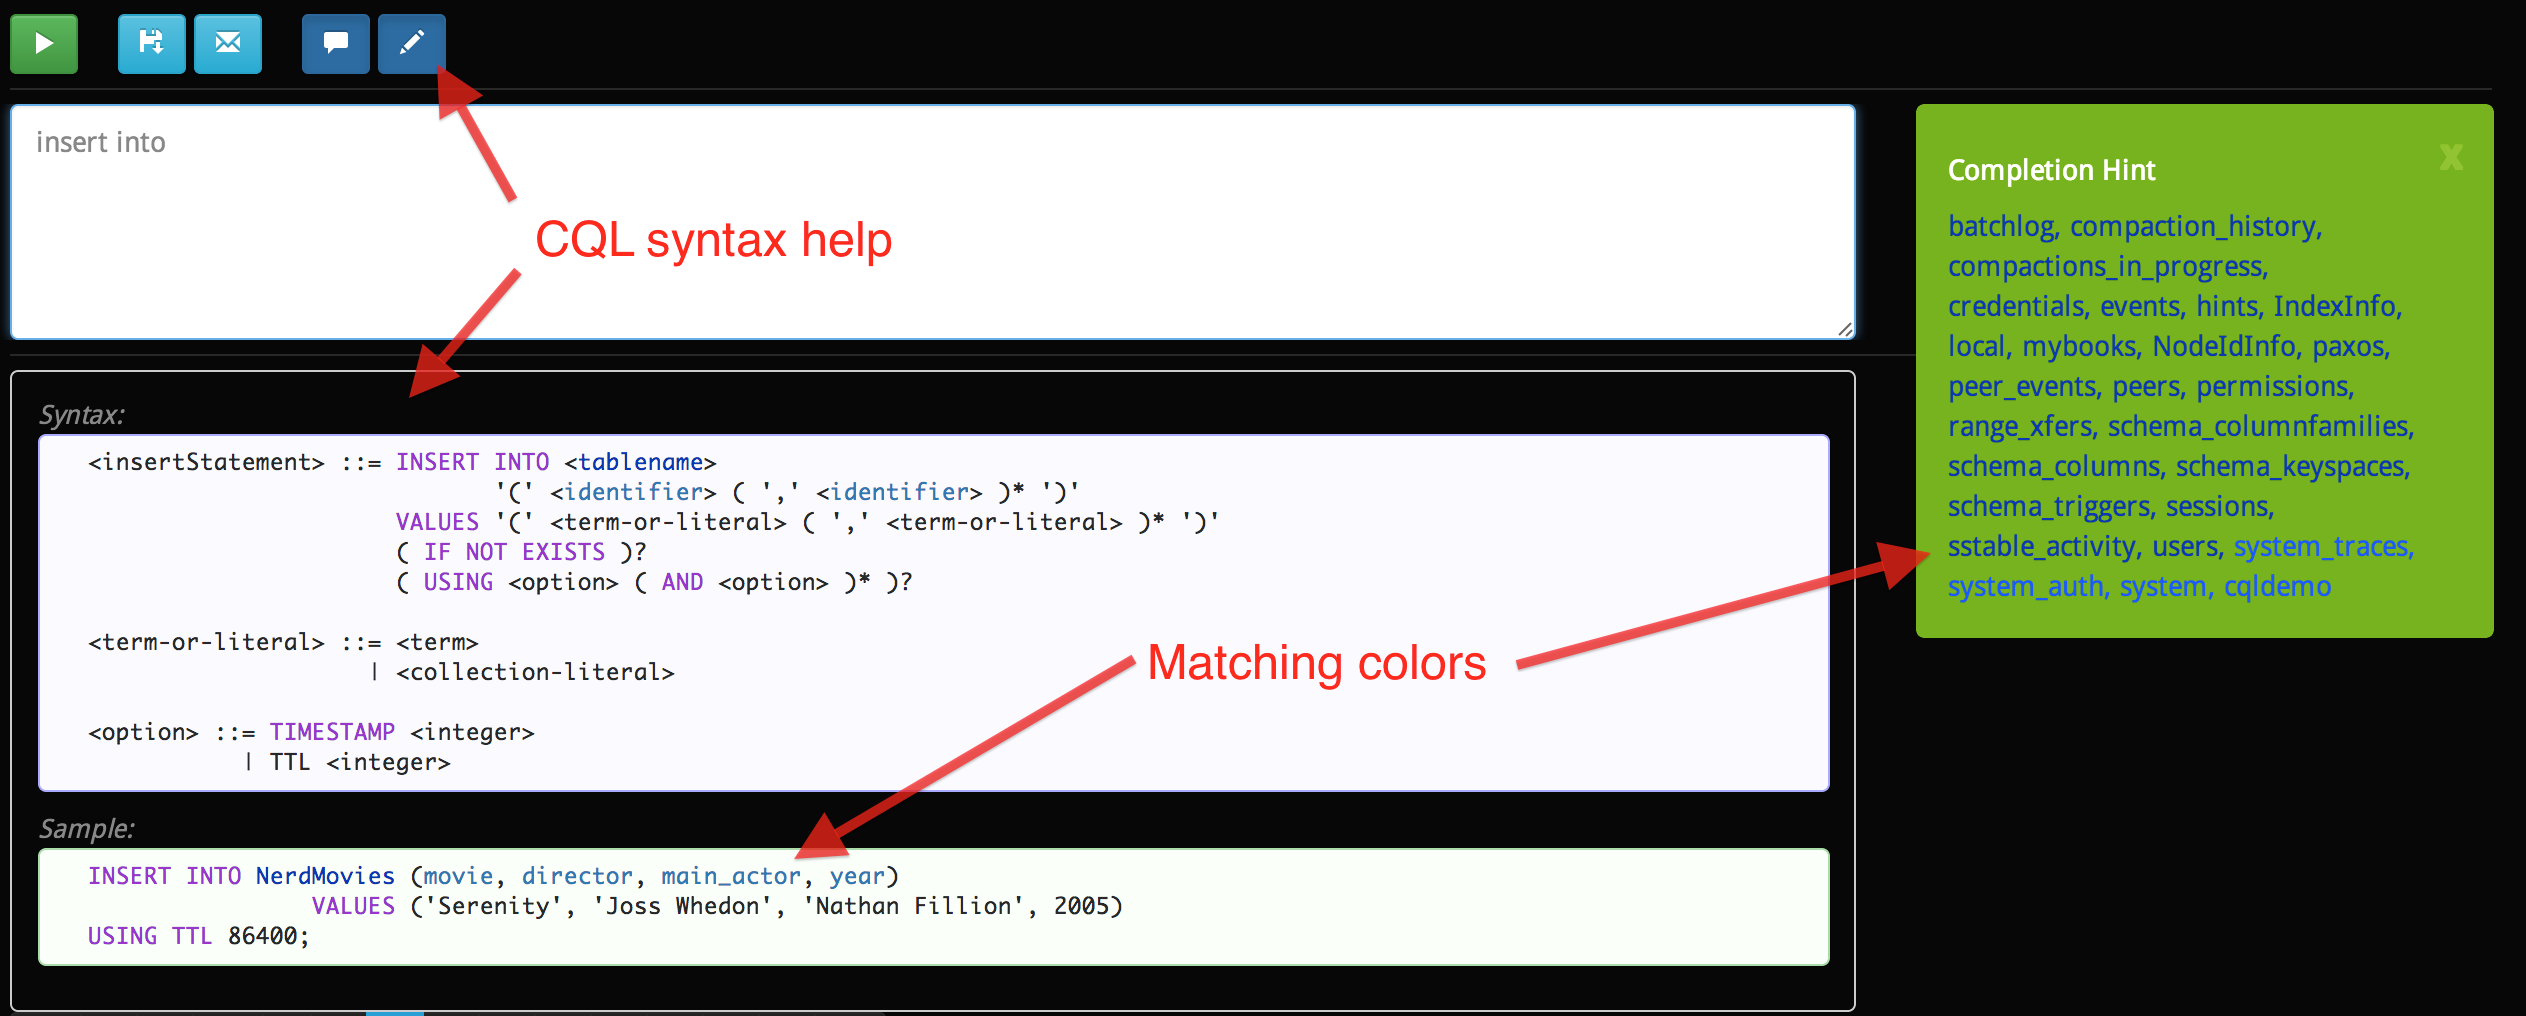 insert into
CQL syntax help
Completion Hint
x
batchlog, compaction_history,
compactions_in_progress,
credentials, events, hints, IndexInfo,
local, mybooks, NodeIdInfo, paxos,
peer_events, peers, permissions,
range_xfers, schema_columnfamilies,
schema_columns, schema_keyspaces,
schema_triggers, sessions,
sstable_activity, users, system_traces,
system_auth, system, cqldemo
Syntax:
<insertStatement> ::= INSERT INTO <tablename>
'(' <identifier> ( ',' <identifier> )* ')'
VALUES '(' <term-or-literal> ( ',' <term-or-literal> )* ')'
( IF NOT EXISTS )?
( USING <option> ( AND <option> )* )?
<term-or-literal> ::= <term>
| <collection-literal>
<option> ::= TIMESTAMP <integer>
| TTL <integer>
Matching colors
Sample:
INSERT INTO NerdMovies (movie, director, main_actor, year)
VALUES ('Serenity', 'Joss Whedon', 'Nathan Fillion', 2005)
USING TTL 86400;